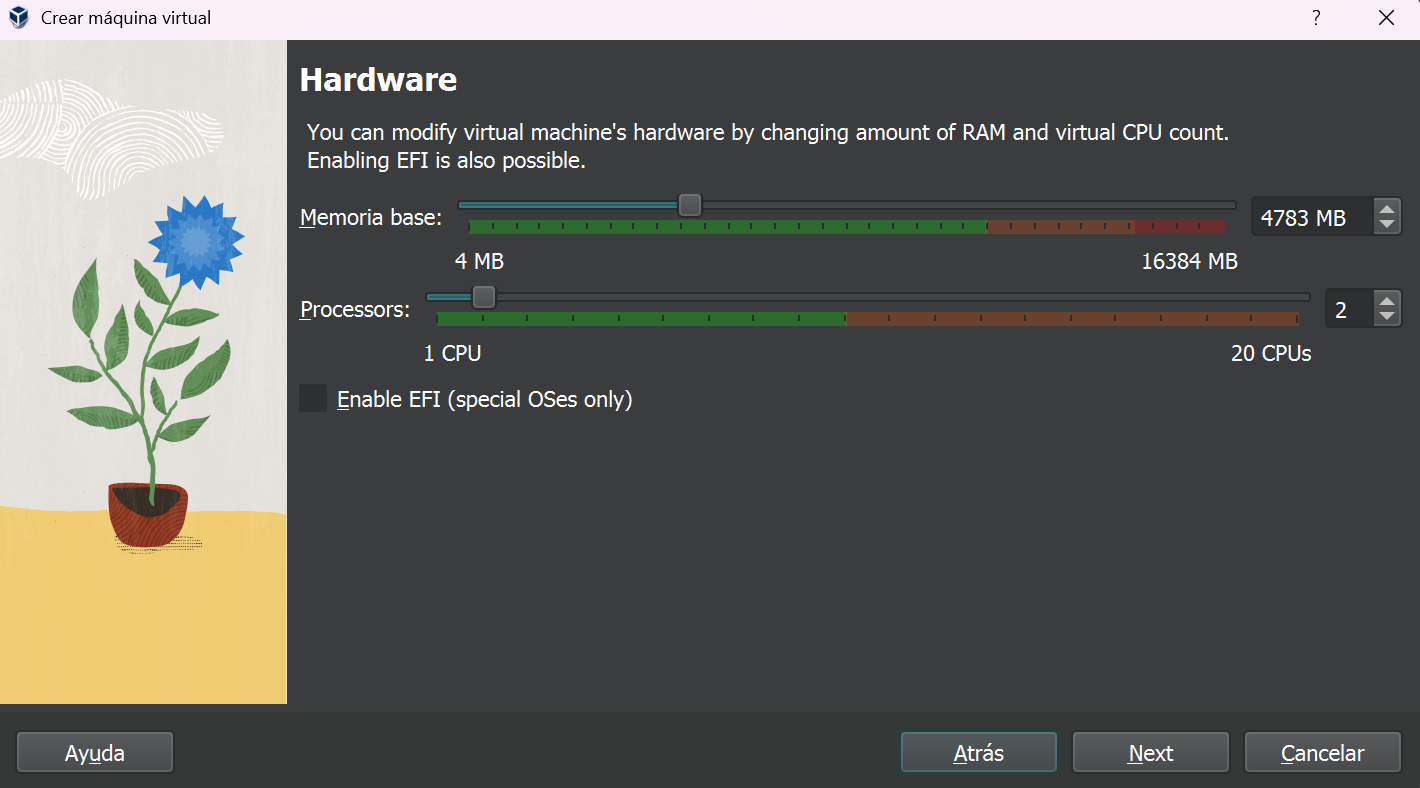 Crear máquina virtual
?
Hardware
You can modify virtual machine's hardware by changing amount of RAM and virtual CPU count.
Enabling EFI is also possible.
Memoria base:
4783 MB
4 MB
16384 MB
Processors:
2
1 CPU
20 CPUs
Enable EFI (special OSes only)
Ayuda
Atrás
Next
Cancelar